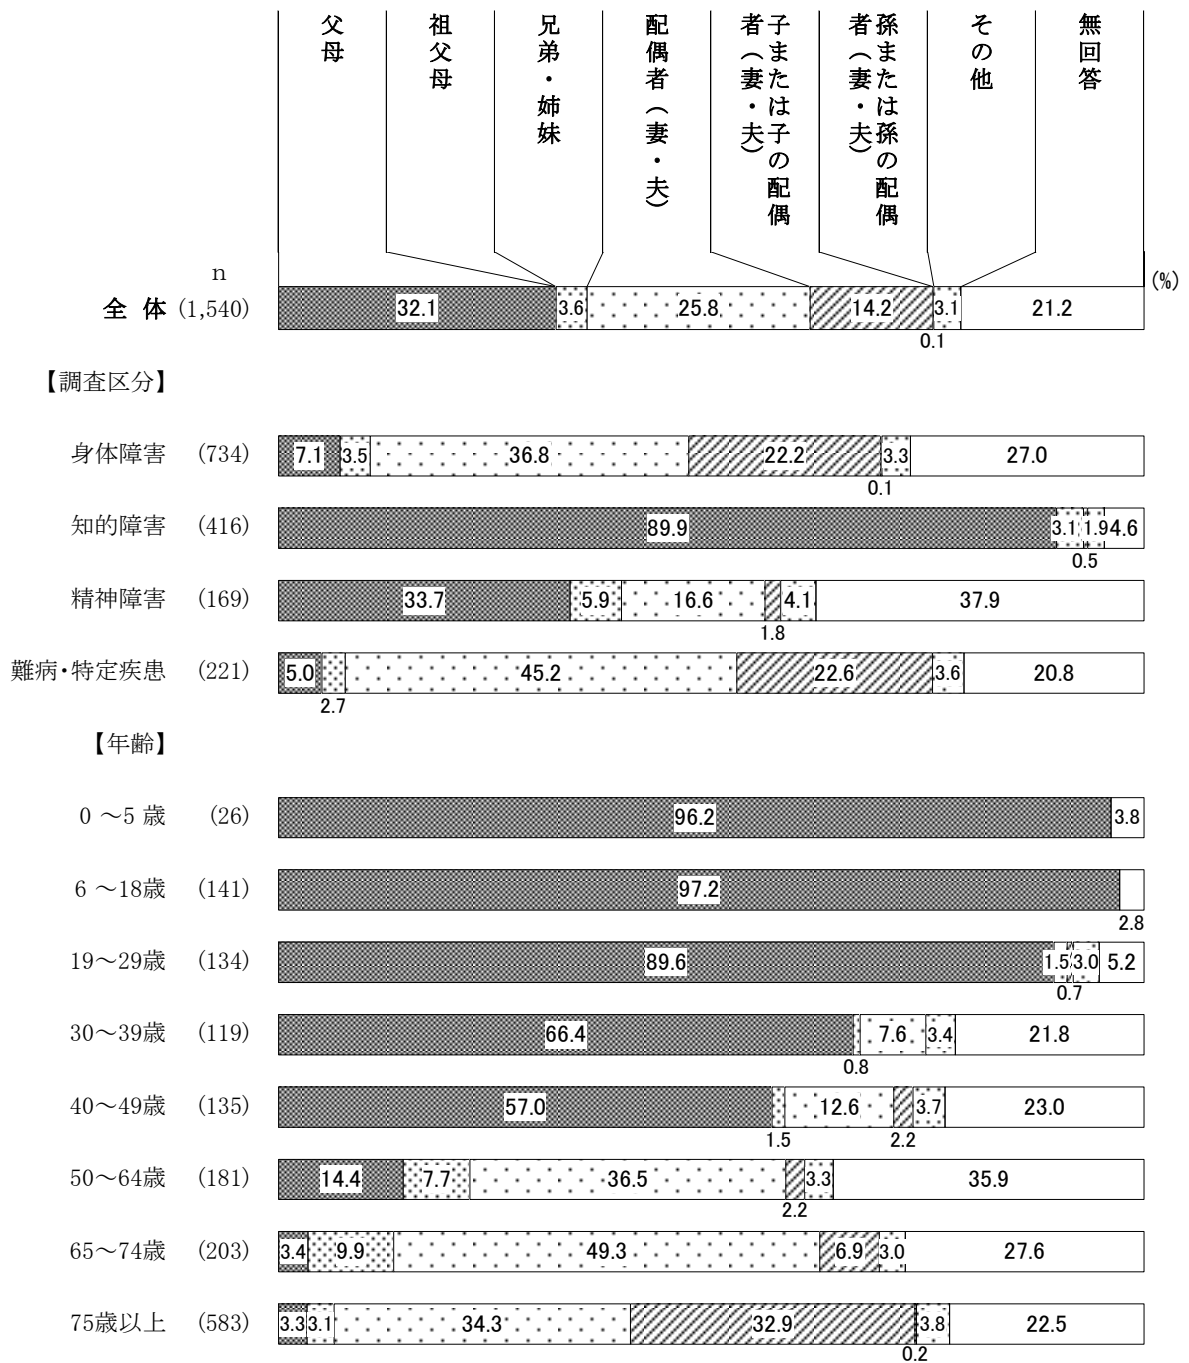 父母
祖父母
兄弟・姉妹
配偶者（妻・夫）
子または子の配偶
者（妻・夫）
孫または孫の配偶
者（妻・夫）
その他
無回答
n
(%)
全 体 (1,540) 32.1 3.6 25.8 14.2 3.1 21.2
0.1
【調査区分】
身体障害 (734) 7.1 3.5 36.8 22.2 3.3 27.0
0.1
知的障害 (416) 89.9 3.1 1.9 4.6
0.5
精神障害 (169) 33.7 5.9 16.6 4.1 37.9
1.8
難病・特定疾患 (221) 5.0 45.2 22.6 3.6 20.8
2.7
【年齢】
0 ～5 歳 (26) 96.2 3.8
6 ～18歳 (141) 97.2
2.8
19～29歳 (134) 89.6 1.5 3.0 5.2
0.7
30～39歳 (119) 66.4 7.6 3.4 21.8
0.8
40～49歳 (135) 57.0 12.6 3.7 23.0
1.5 2.2
50～64歳 (181) 14.4 7.7 36.5 3.3 35.9
2.2
65～74歳 (203) 3.4 9.9 49.3 6.9 3.0 27.6
75歳以上 (583) 3.3 3.1 34.3 32.9 3.8 22.5
0.2